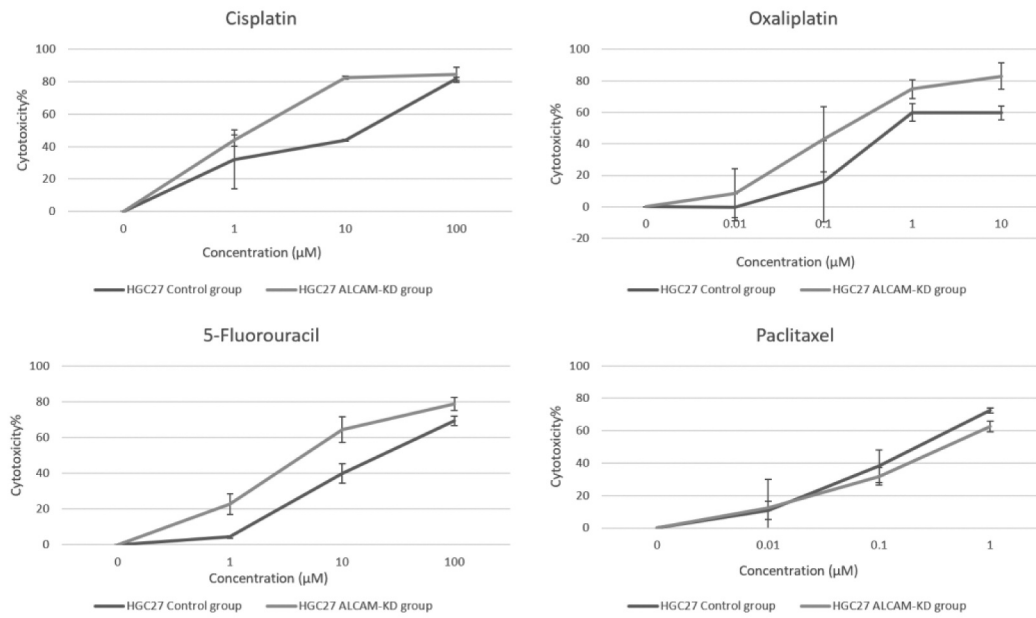 Cisplatin
100
80
60
40
20
0
Cytotoxicity%
0 1 10 100
Concentration (µM)
HGC27 Control group HGC27 ALCAM-KD group
Oxaliplatin
100
80
60
40
20
0
-20
Cytotoxicity%
0 0.01 0.1 1 10
Concentration (µM)
HGC27 Control group HGC27 ALCAM-KD group
5-Fluorouracil
100
80
60
40
20
0
Cytotoxicity%
0 1 10 100
Concentration (µM)
HGC27 Control group HGC27 ALCAM-KD group
Paclitaxel
100
80
60
40
20
0
Cytotoxicity%
0 0.01 0.1 1
Concentration (µM)
HGC27 Control group HGC27 ALCAM-KD group